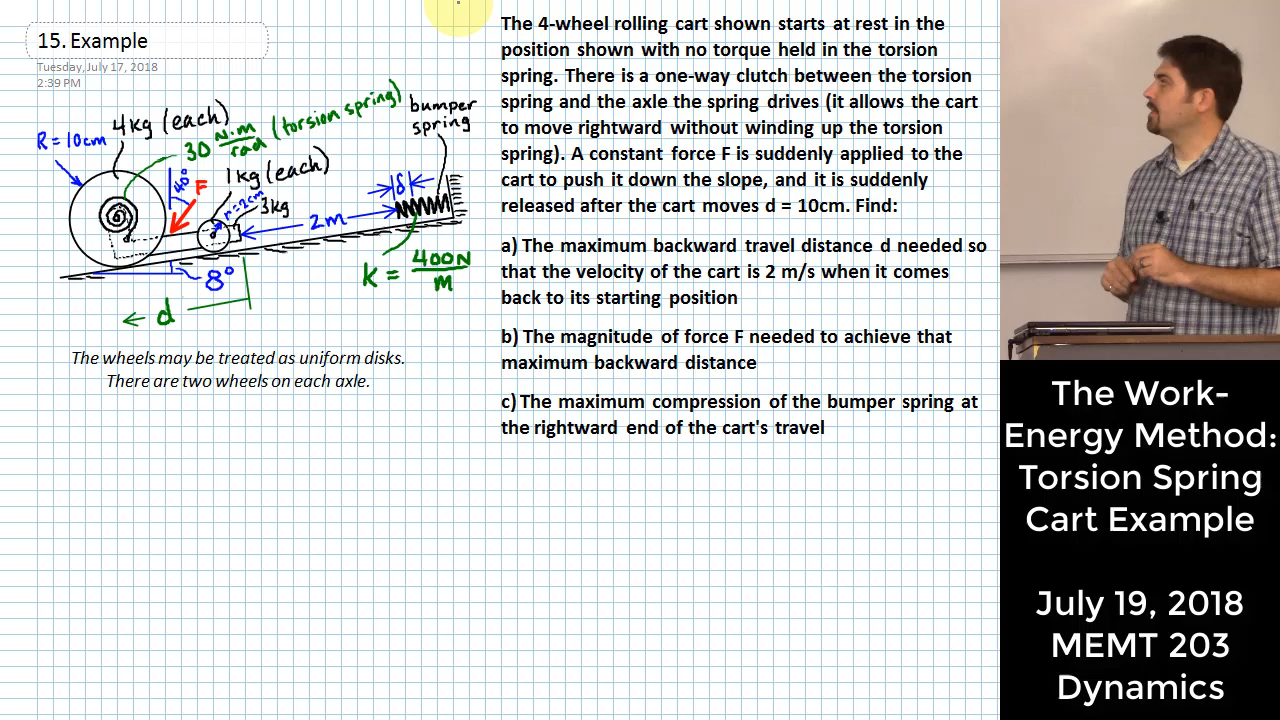 15. Example
Tuesday, July 17, 2018
2:39 PM
4kg (each)
R = 10cm
30 N·m/rad (torsion spring)
bumper
spring
40°
F
1kg (each)
r=2cm
3kg
2m
δ
8°
k = 400N/m
← d
The wheels may be treated as uniform disks.
There are two wheels on each axle.
The 4-wheel rolling cart shown starts at rest in the
position shown with no torque held in the torsion
spring. There is a one-way clutch between the torsion
spring and the axle the spring drives (it allows the cart
to move rightward without winding up the torsion
spring). A constant force F is suddenly applied to the
cart to push it down the slope, and it is suddenly
released after the cart moves d = 10cm. Find:
a) The maximum backward travel distance d needed so
that the velocity of the cart is 2 m/s when it comes
back to its starting position
b) The magnitude of force F needed to achieve that
maximum backward distance
c) The maximum compression of the bumper spring at
the rightward end of the cart's travel
The Work-
Energy Method:
Torsion Spring
Cart Example
July 19, 2018
MEMT 203
Dynamics